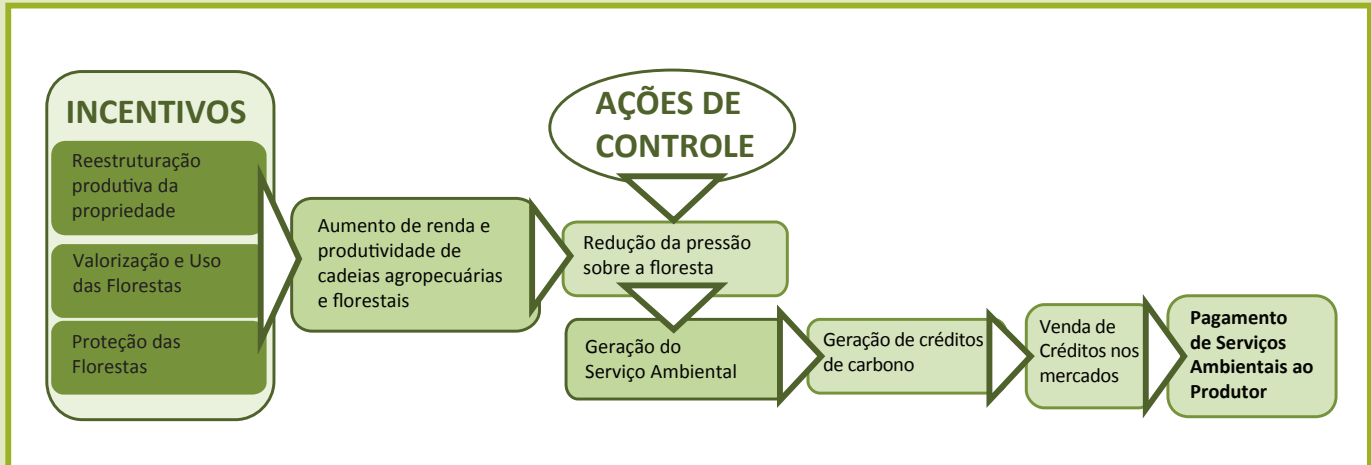 INCENTIVOS
Reestruturação
produtiva da
propriedade
Valorização e Uso
das Florestas
Proteção das
Florestas
Aumento de renda e
produtividade de
cadeias agropecuárias
e florestais
AÇÕES DE
CONTROLE
Redução da pressão
sobre a floresta
Geração do
Serviço Ambiental
Geração de créditos
de carbono
Venda de
Créditos nos
mercados
Pagamento
de Serviços
Ambientais ao
Produtor